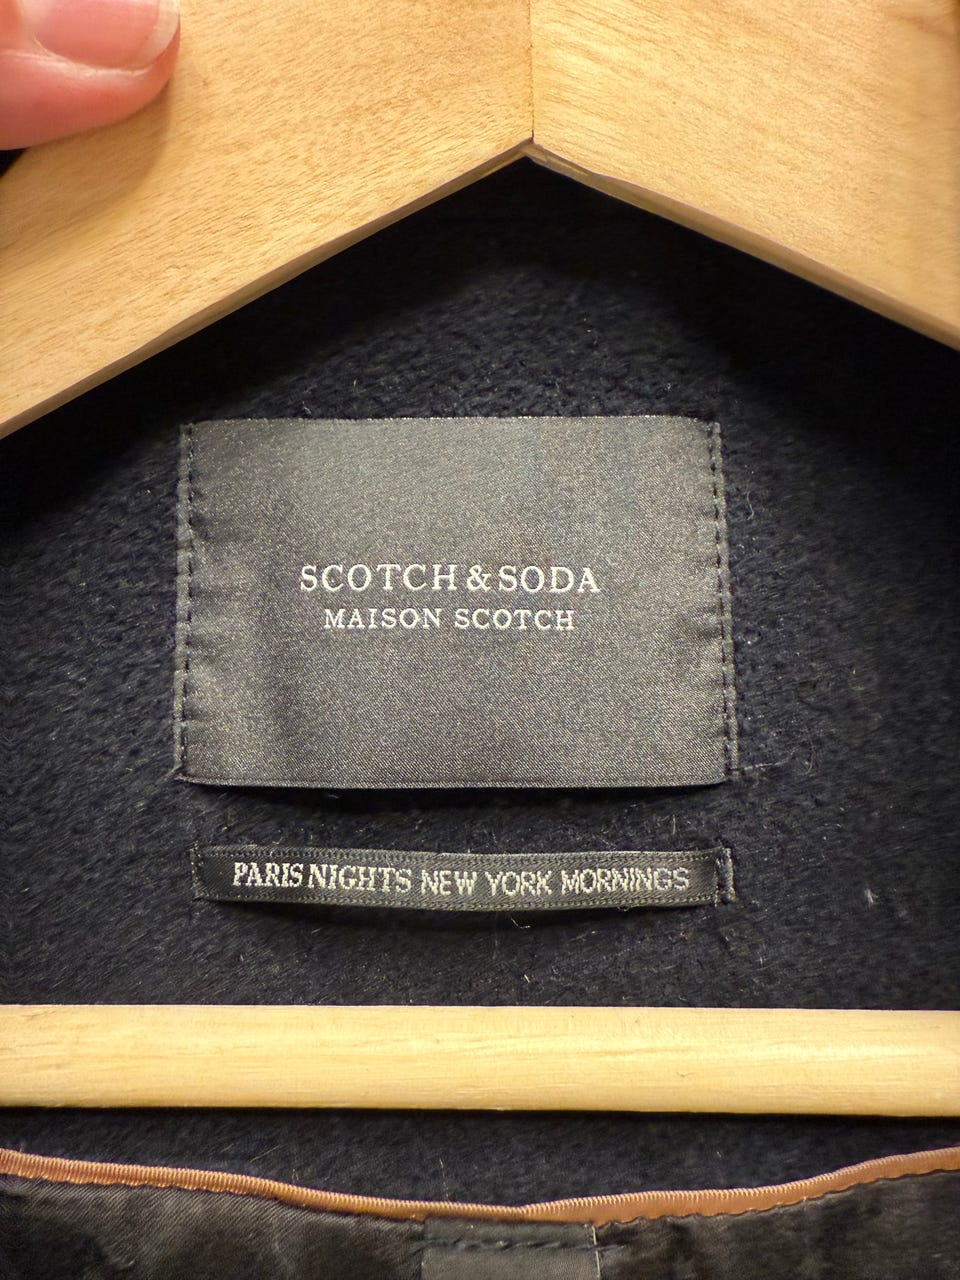 SCOTCH & SODA
MAISON SCOTCH
PARIS NIGHTS NEW YORK MORNINGS